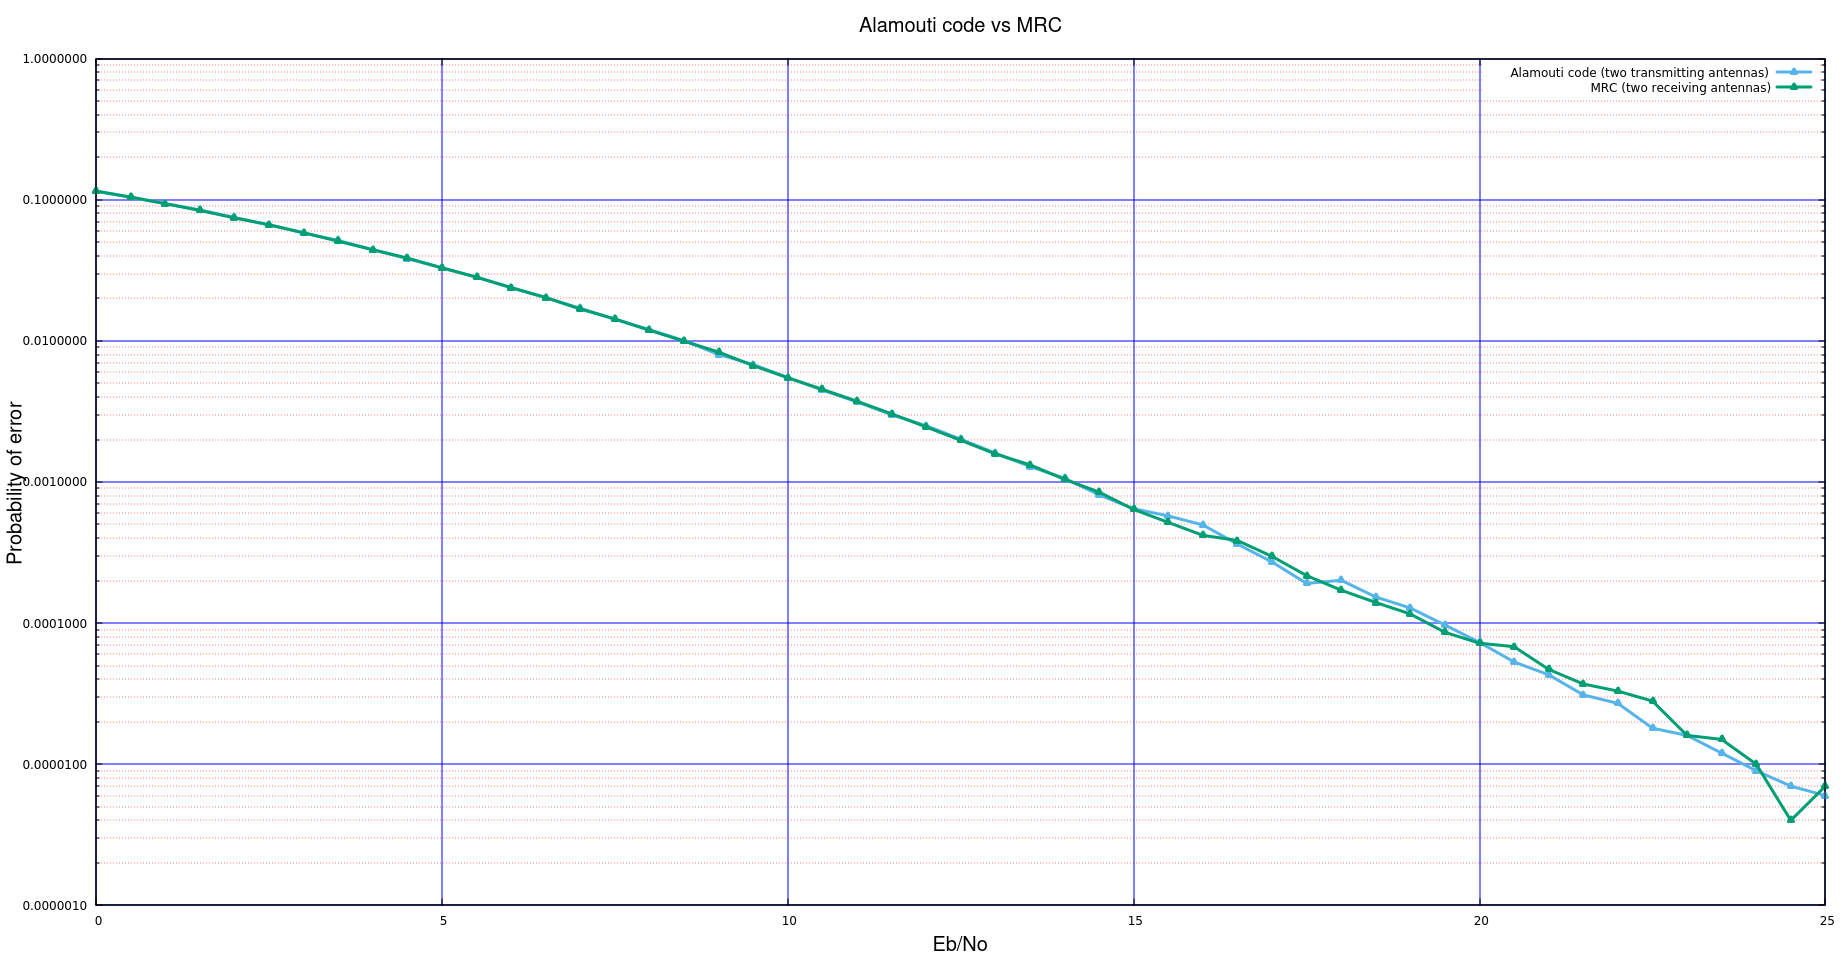 Alamouti code vs MRC
1.0000000
Alamouti code (two transmitting antennas)
MRC (two receiving antennas)
0.1000000
0.0100000
Probability of error
0.0010000
0.0001000
0.0000100
0.0000010
0 5 10 15 20 25
Eb/No